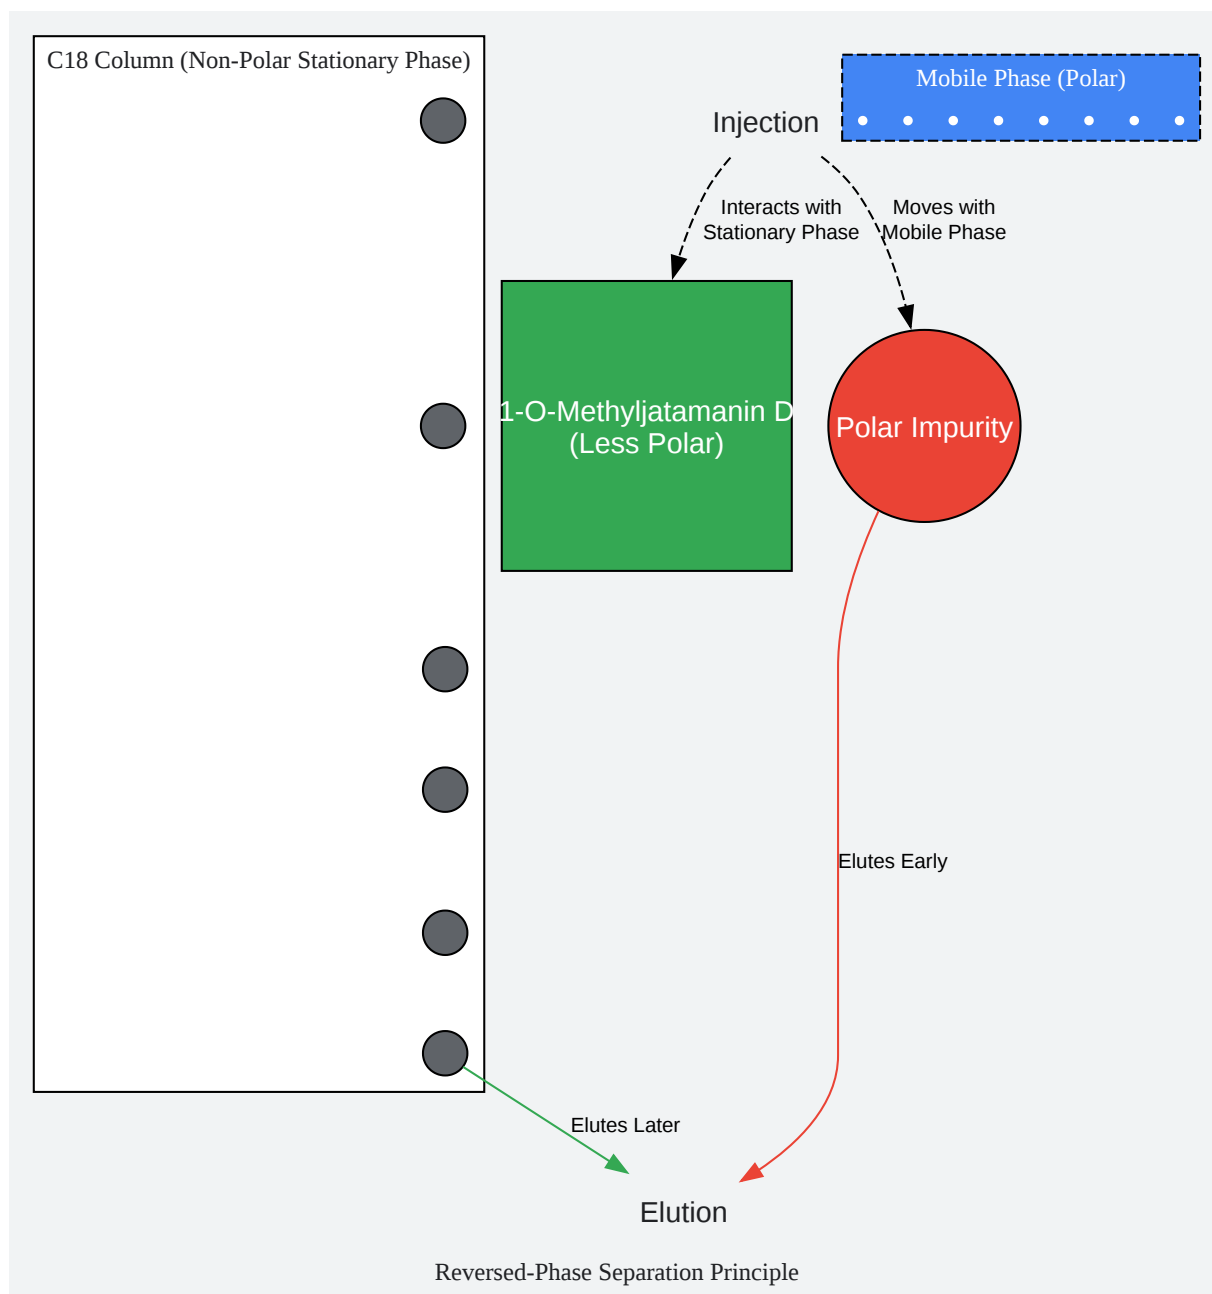 C18 Column (Non-Polar Stationary Phase)
Mobile Phase (Polar)
Injection
Interacts with
Stationary Phase
Moves with
Mobile Phase
1-O-Methyljatamanin D
(Less Polar)
Polar Impurity
Elutes Early
Elutes Later
Elution
Reversed-Phase Separation Principle